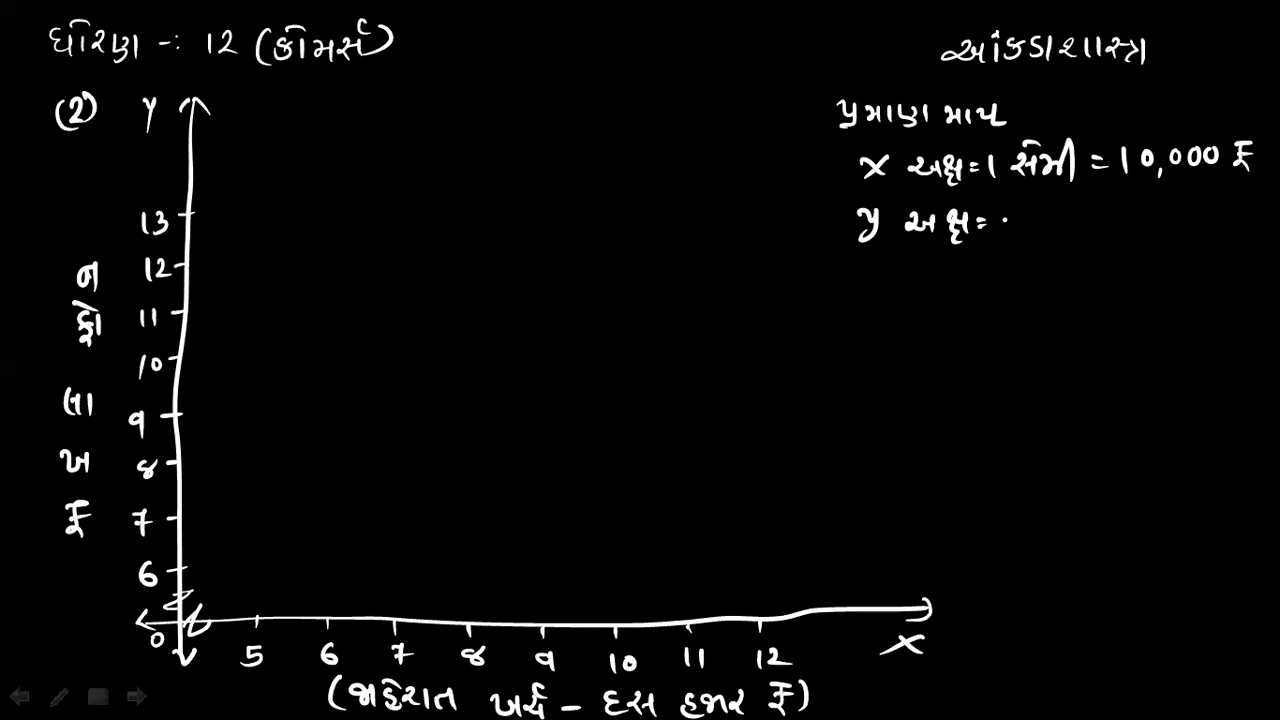 ધોરણ -: 12 (કોમર્સ)
આંકડાશાસ્ત્ર
(2)
Y
પ્રમાણ માપ
X અક્ષ = 1 સેમી = 10,000 ₹
y અક્ષ = .
13
12
11
10
9
8
7
6
નફો લાખ ₹
0
5 6 7 8 9 10 11 12
X
(જાહેરાત ખર્ચ - દસ હજાર ₹)